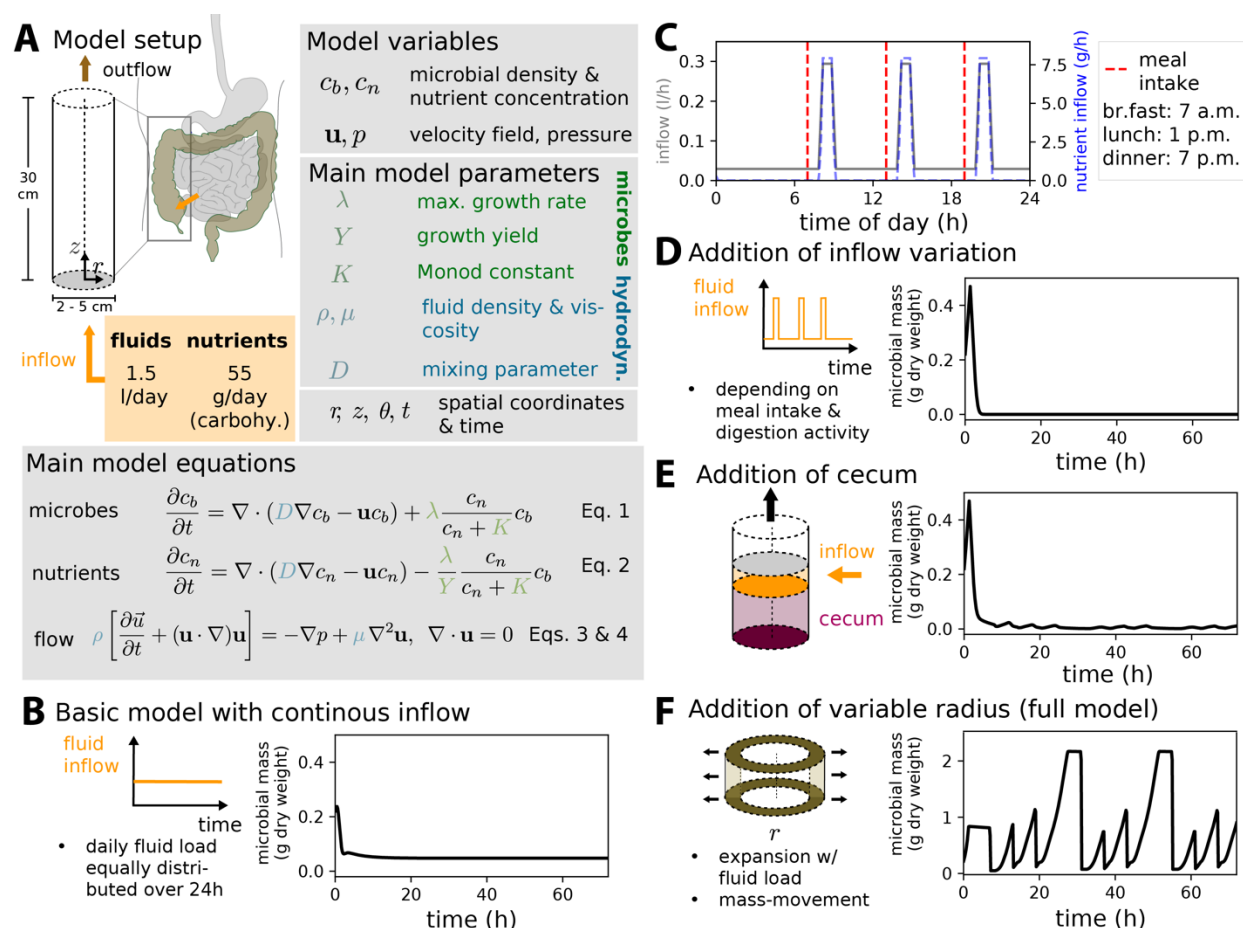 A Model setup
outflow
30
cm
z
r
2 - 5 cm
inflow
fluids nutrients
1.5 55
l/day g/day
(carbohy.)
Model variables
c_b, c_n microbial density &
nutrient concentration
u, p velocity field, pressure
Main model parameters
λ max. growth rate
Y growth yield
K Monod constant
ρ, μ fluid density & vis-
cosity
D mixing parameter
microbes
hydrodyn.
r, z, θ, t spatial coordinates
& time
Main model equations
microbes ∂c_b/∂t = ∇ · (D∇c_b − uc_b) + λ c_n/(c_n + K) c_b Eq. 1
nutrients ∂c_n/∂t = ∇ · (D∇c_n − uc_n) − λ/Y c_n/(c_n + K) c_b Eq. 2
flow ρ [∂u⃗/∂t + (u · ∇)u] = −∇p + μ ∇²u, ∇ · u = 0 Eqs. 3 & 4
B Basic model with continous inflow
fluid
inflow
time
• daily fluid load
equally distri-
buted over 24h
microbial mass
(g dry weight)
0.4
0.2
0.0
0 20 40 60
time (h)
C
inflow (l/h)
0.3
0.2
0.1
0.0
0 6 12 18 24
time of day (h)
7.5
5.0
2.5
0.0
nutrient inflow (g/h)
meal
intake
br.fast: 7 a.m.
lunch: 1 p.m.
dinner: 7 p.m.
D Addition of inflow variation
fluid
inflow
time
• depending on
meal intake &
digestion activity
microbial mass
(g dry weight)
0.4
0.2
0.0
0 20 40 60
time (h)
E Addition of cecum
inflow
cecum
microbial mass
(g dry weight)
0.4
0.2
0.0
0 20 40 60
time (h)
F Addition of variable radius (full model)
r
• expansion w/
fluid load
• mass-movement
microbial mass
(g dry weight)
2
1
0
0 20 40 60
time (h)